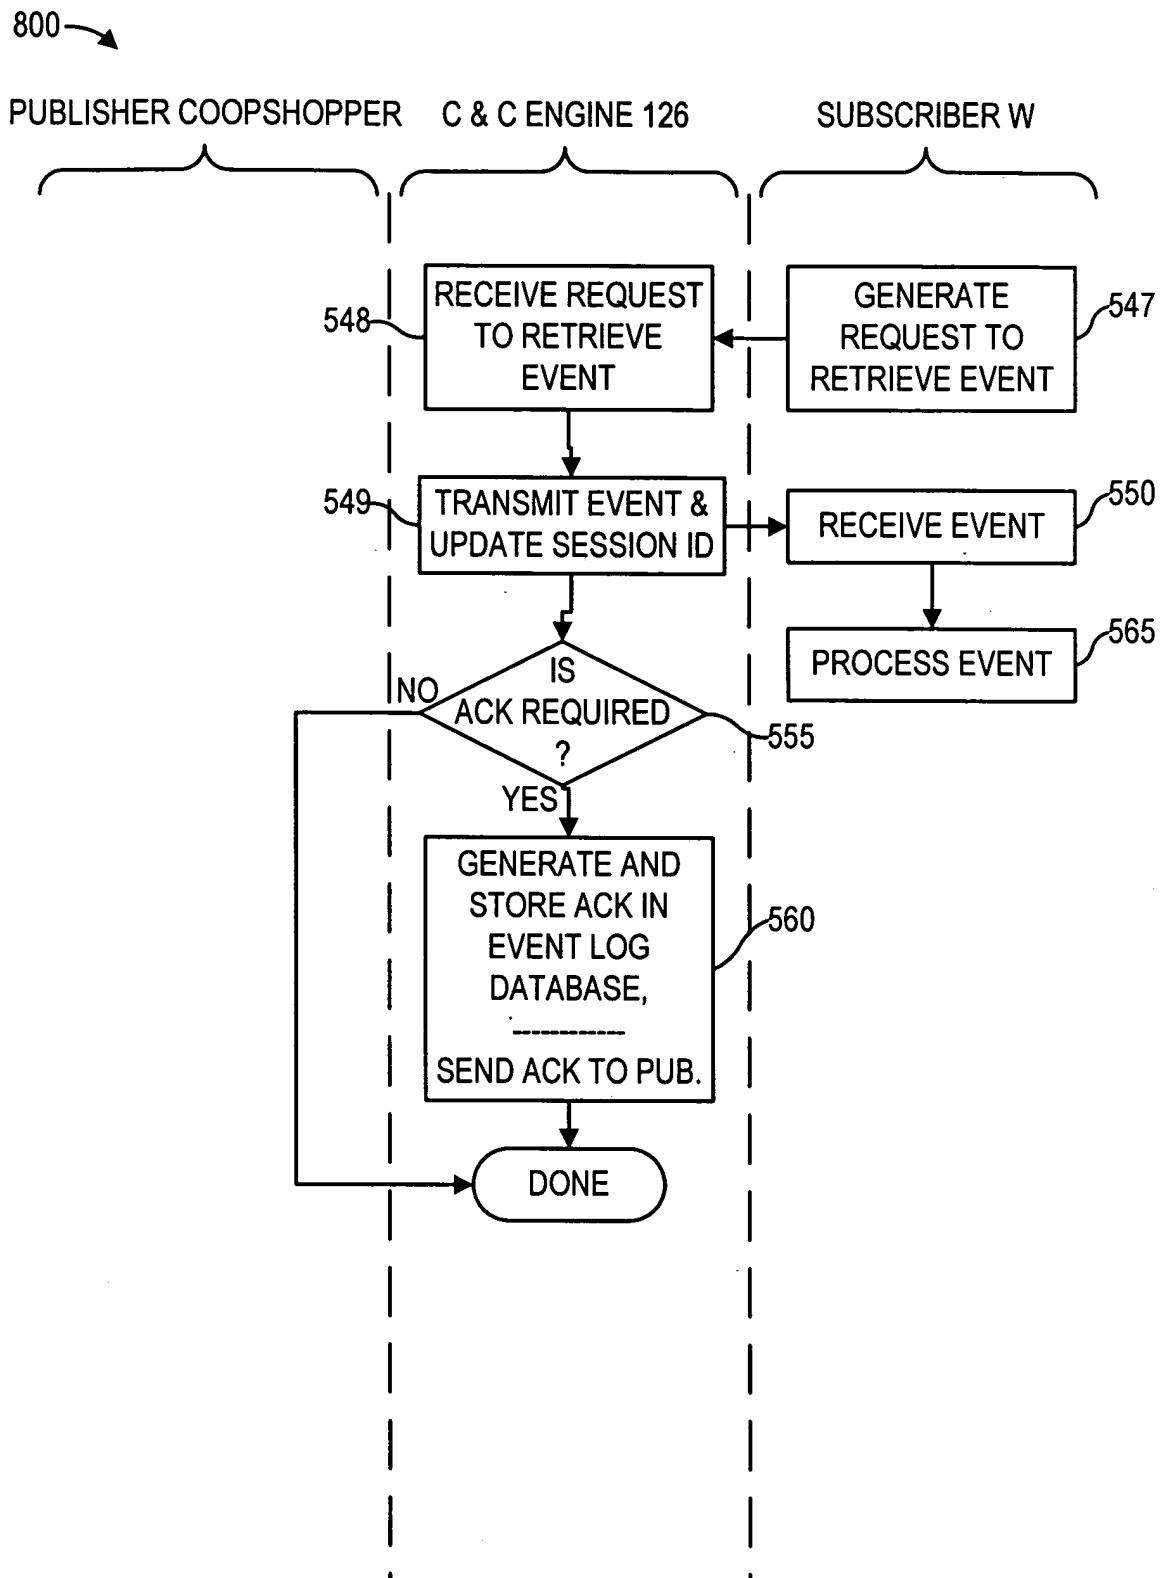 800
PUBLISHER COOPSHOPPER
C & C ENGINE 126
SUBSCRIBER W
548
RECEIVE REQUEST
TO RETRIEVE
EVENT
GENERATE
REQUEST TO
RETRIEVE EVENT
547
549
TRANSMIT EVENT &
UPDATE SESSION ID
RECEIVE EVENT
550
PROCESS EVENT
565
NO
IS
ACK REQUIRED
?
555
YES
GENERATE AND
STORE ACK IN
EVENT LOG
DATABASE,
------------
SEND ACK TO PUB.
560
DONE